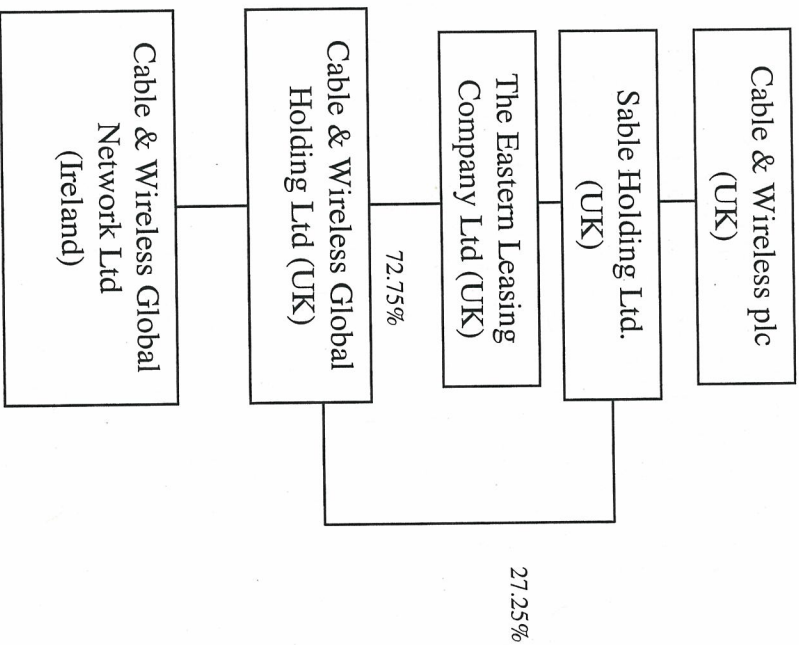 Cable & Wireless plc
(UK)
Sable Holding Ltd.
(UK)
The Eastern Leasing
Company Ltd (UK)
72.75%
27.25%
Cable & Wireless Global
Holding Ltd (UK)
Cable & Wireless Global
Network Ltd
(Ireland)